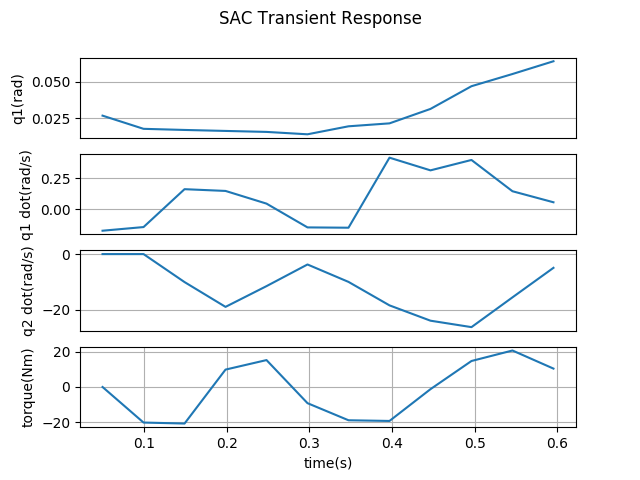 SAC Transient Response
q1(rad)
0.050
0.025
q1 dot(rad/s)
0.25
0.00
q2 dot(rad/s)
0
−20
torque(Nm)
20
0
−20
0.1 0.2 0.3 0.4 0.5 0.6
time(s)